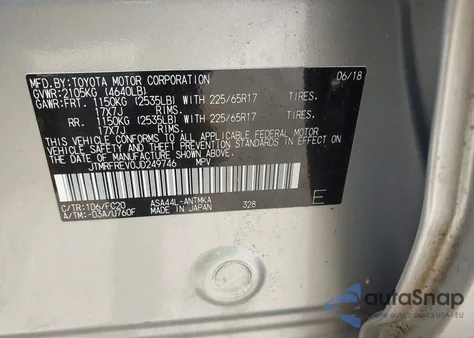 MFD.BY:TOYOTA MOTOR CORPORATION 06/18
GVWR:2105KG (4640LB)
GAWR:FRT. 1150KG (2535LB) WITH 225/65R17 TIRES.
17X7J RIMS.
RR. 1150KG (2535LB) WITH 225/65R17 TIRES.
17X7J RIMS.
THIS VEHICLE CONFORMS TO ALL APPLICABLE FEDERAL MOTOR
VEHICLE SAFETY, BUMPER, AND THEFT PREVENTION STANDARDS
IN EFFECT ON THE DATE OF MANUFACTURE SHOWN ABOVE.
JTMRFREV0JD249746 MPV
C/TR:1D6/FC20 ASA44L-ANTMKA 328 E
A/TM:-03A/U760F MADE IN JAPAN
autoSnap